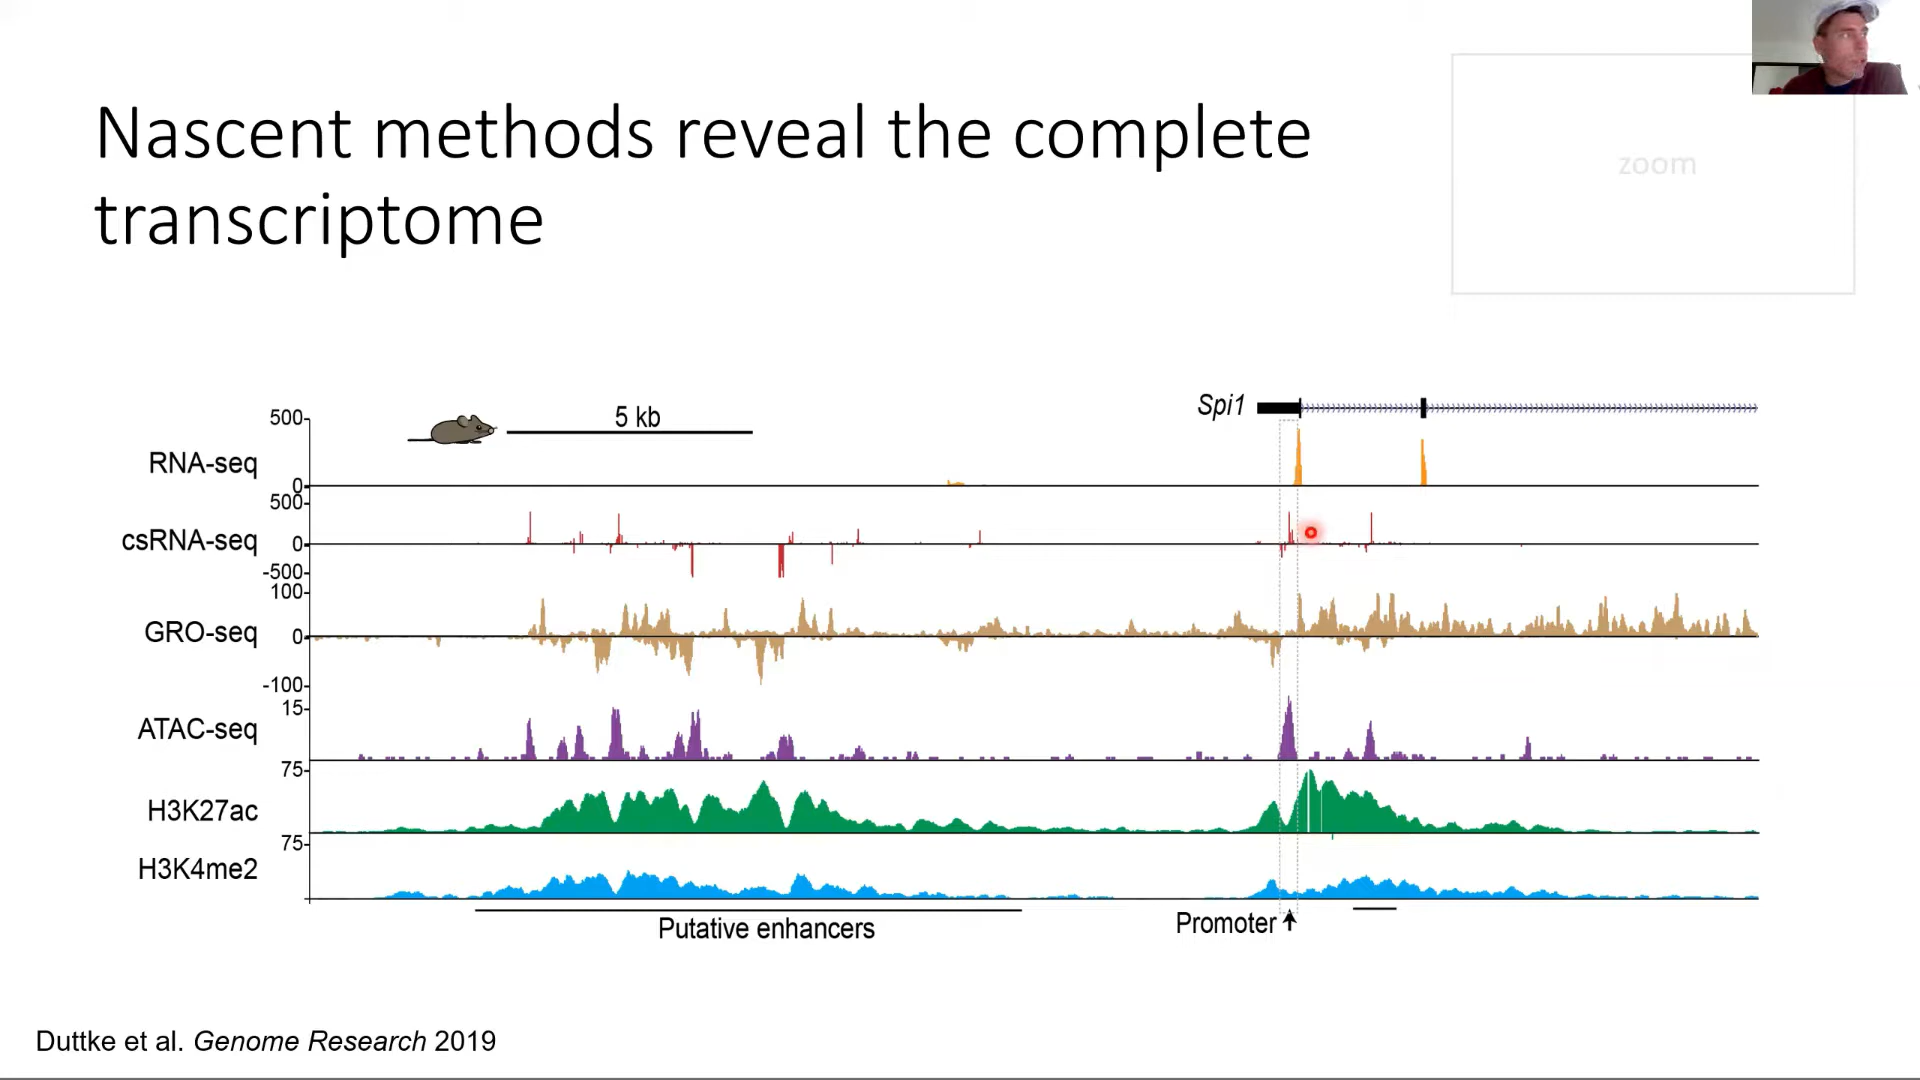 Nascent methods reveal the complete
transcriptome
zoom
5 kb
Spi1
500
RNA-seq
0
500
csRNA-seq
0
-500
100
GRO-seq
0
-100
15
ATAC-seq
75
H3K27ac
75
H3K4me2
Putative enhancers
Promoter
Duttke et al. Genome Research 2019